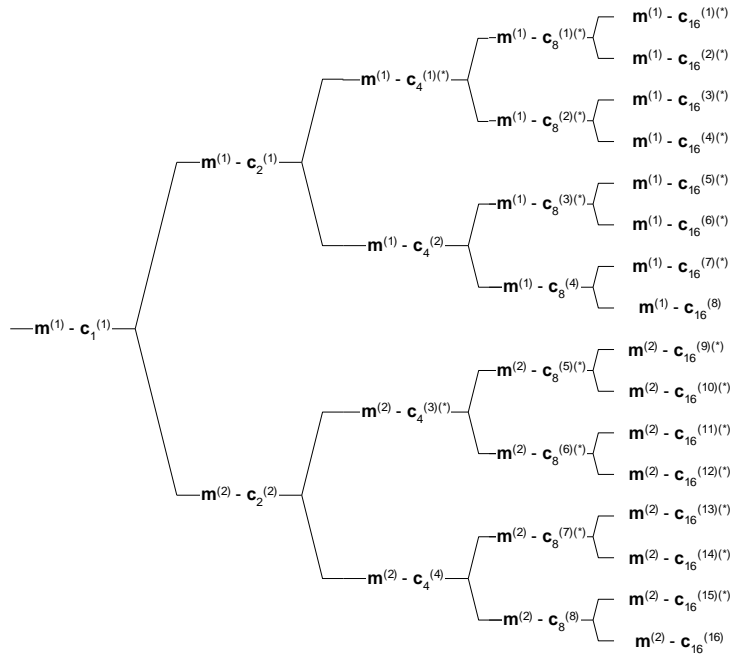 m(1) - c16(1)(*)
m(1) - c8(1)(*)
m(1) - c16(2)(*)
m(1) - c4(1)(*)
m(1) - c16(3)(*)
m(1) - c8(2)(*)
m(1) - c16(4)(*)
m(1) - c2(1)
m(1) - c16(5)(*)
m(1) - c8(3)(*)
m(1) - c16(6)(*)
m(1) - c4(2)
m(1) - c16(7)(*)
m(1) - c8(4)
m(1) - c16(8)
m(1) - c1(1)
m(2) - c16(9)(*)
m(2) - c8(5)(*)
m(2) - c16(10)(*)
m(2) - c4(3)(*)
m(2) - c16(11)(*)
m(2) - c8(6)(*)
m(2) - c16(12)(*)
m(2) - c2(2)
m(2) - c16(13)(*)
m(2) - c8(7)(*)
m(2) - c16(14)(*)
m(2) - c4(4)
m(2) - c16(15)(*)
m(2) - c8(8)
m(2) - c16(16)